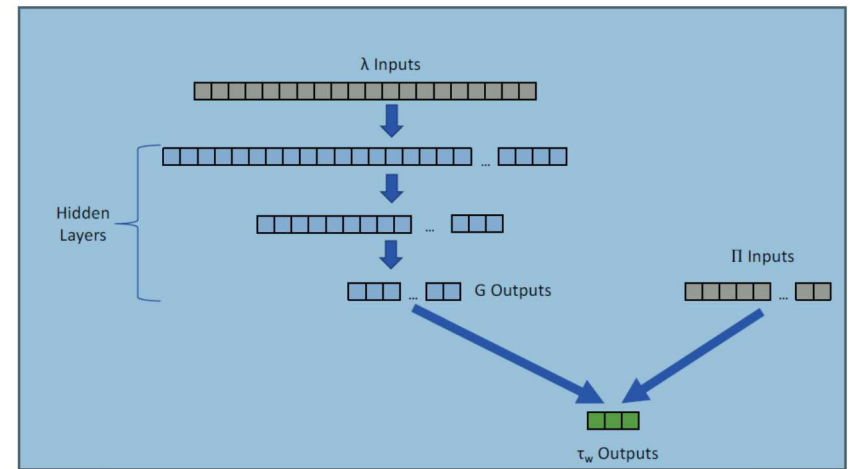 λ Inputs
...
Hidden
Layers
...
Π Inputs
... G Outputs
...
τw Outputs